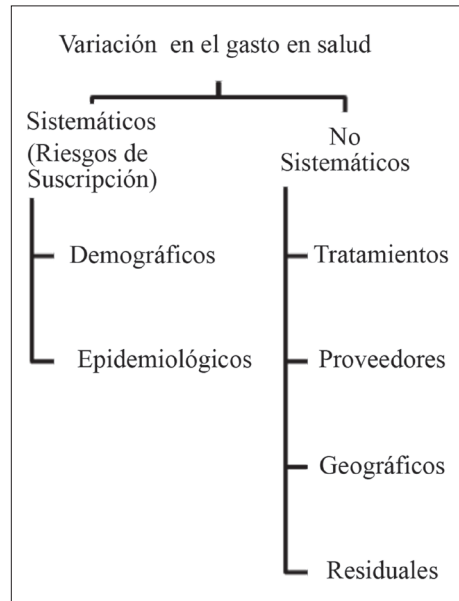 Variación en el gasto en salud
Sistemáticos
(Riesgos de
Suscripción)
Demográficos
Epidemiológicos
No
Sistemáticos
Tratamientos
Proveedores
Geográficos
Residuales